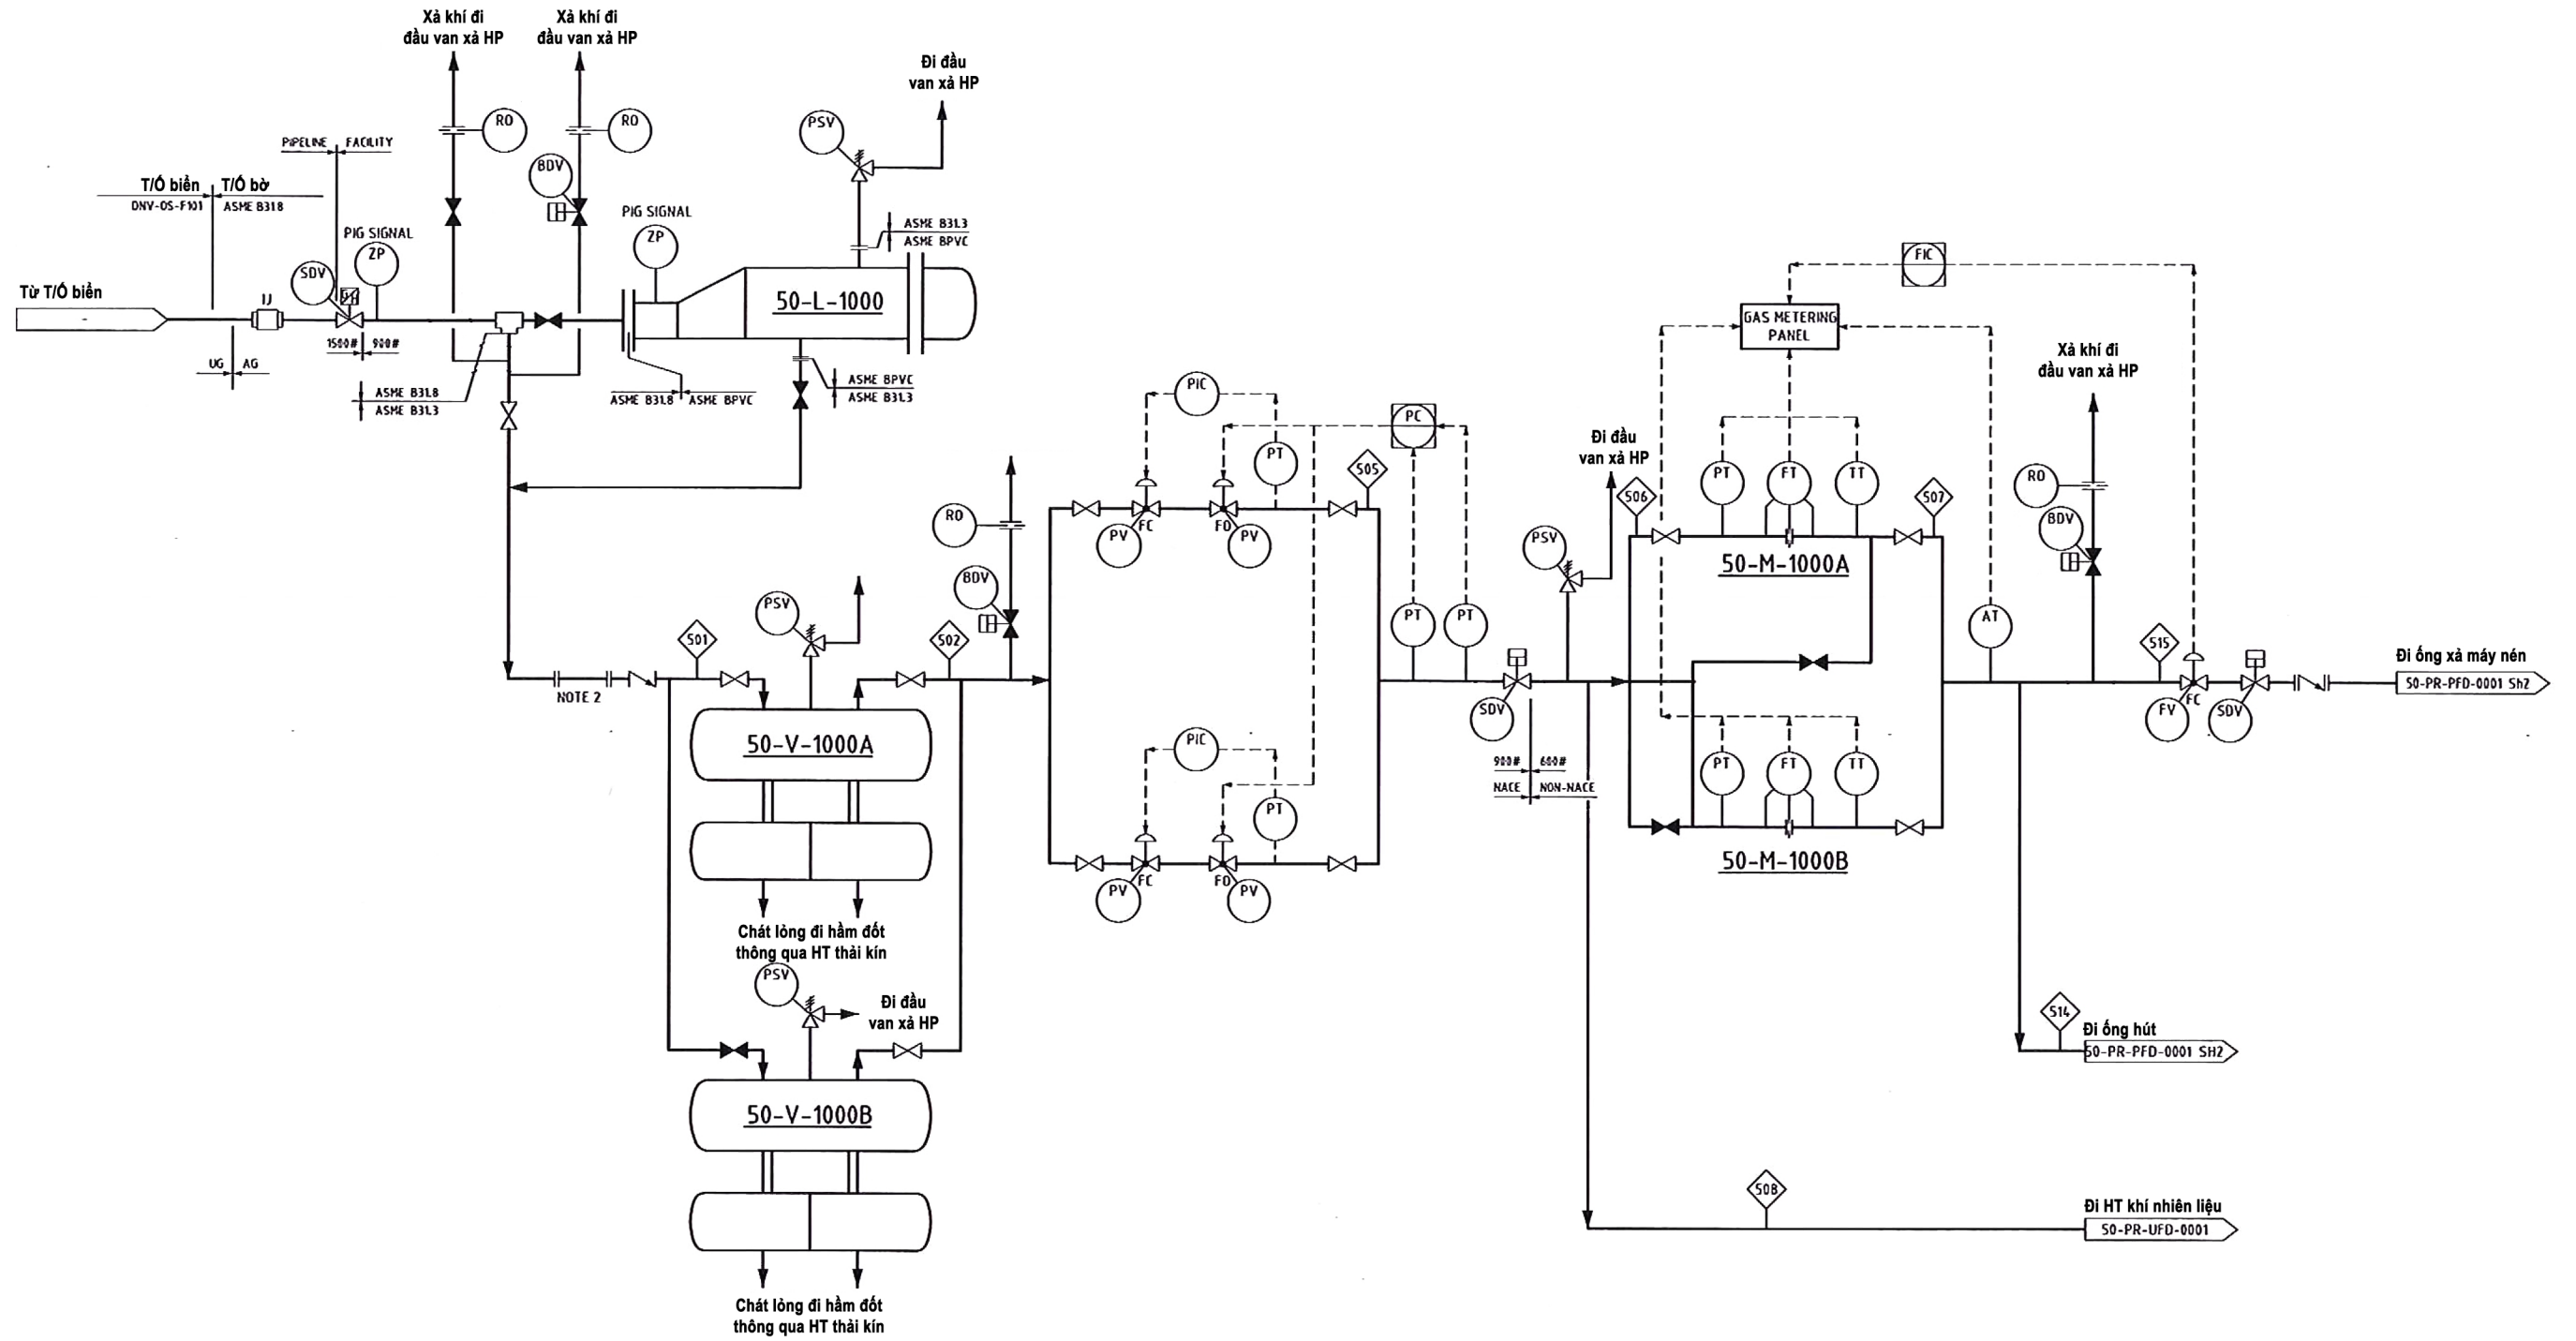 Xả khí đi
đầu van xả HP
Xả khí đi
đầu van xả HP
Đi đầu
van xả HP
RO
RO
PSV
BDV
PIPELINE
FACILITY
T/Ố biển
T/Ố bờ
DNV-OS-F101
ASME B31.8
PIG SIGNAL
ZP
PIG SIGNAL
ZP
ASME B31.3
ASME BPVC
SDV
Từ T/Ố biển
IJ
50-L-1000
1500#
900#
UG
AG
ASME B31.8
ASME B31.3
ASME B31.8
ASME BPVC
ASME BPVC
ASME B31.3
NOTE 2
501
PSV
502
BDV
RO
50-V-1000A
Chát lỏng đi hầm đốt
thông qua HT thải kín
PSV
Đi đầu
van xả HP
50-V-1000B
Chát lỏng đi hầm đốt
thông qua HT thải kín
PIC
PC
PT
505
FC
FO
PV
PV
PT
PT
PIC
PT
FC
FO
PV
PV
SDV
900#
600#
NACE
NON-NACE
Đi đầu
van xả HP
PSV
506
FIC
GAS METERING
PANEL
PT
FT
TT
507
50-M-1000A
PT
FT
TT
50-M-1000B
AT
Xả khí đi
đầu van xả HP
RO
BDV
515
FV
FC
SDV
Đi ống xả máy nén
50-PR-PFD-0001 Sh2
514
Đi ống hút
50-PR-PFD-0001 SH2
508
Đi HT khí nhiên liệu
50-PR-UFD-0001